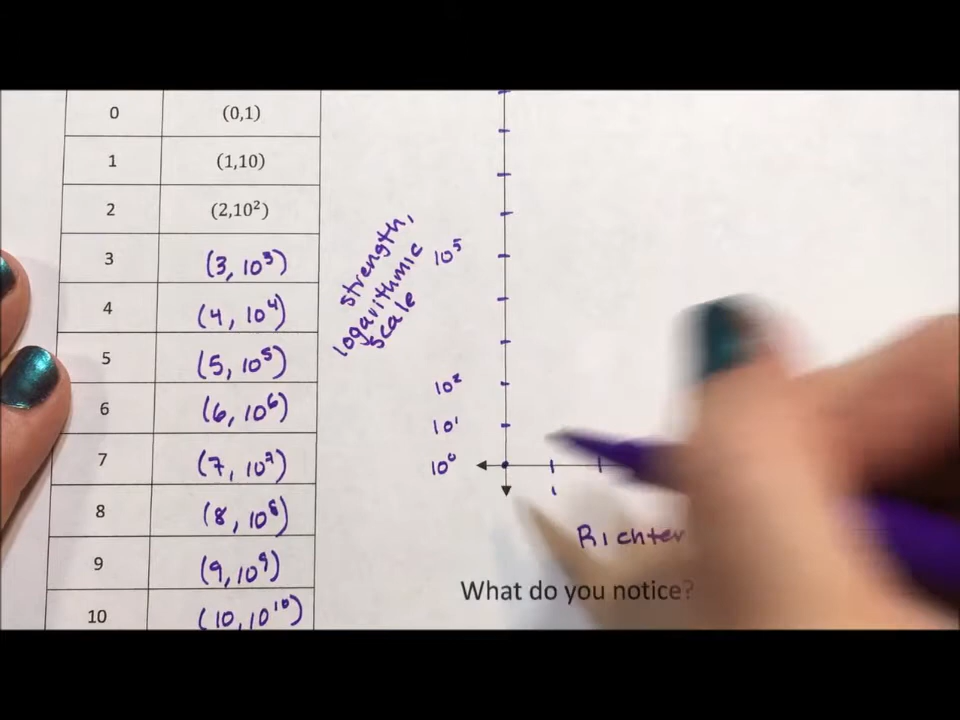 0 (0,1)
1 (1,10)
2 (2,10²)
3 (3, 10³)
4 (4, 10⁴)
5 (5, 10⁵)
6 (6, 10⁶)
7 (7, 10⁷)
8 (8, 10⁸)
9 (9, 10⁹)
10 (10, 10¹⁰)
strength,
logarithmic
scale
10⁵
10²
10¹
10⁰
1
Richter
What do you notice?